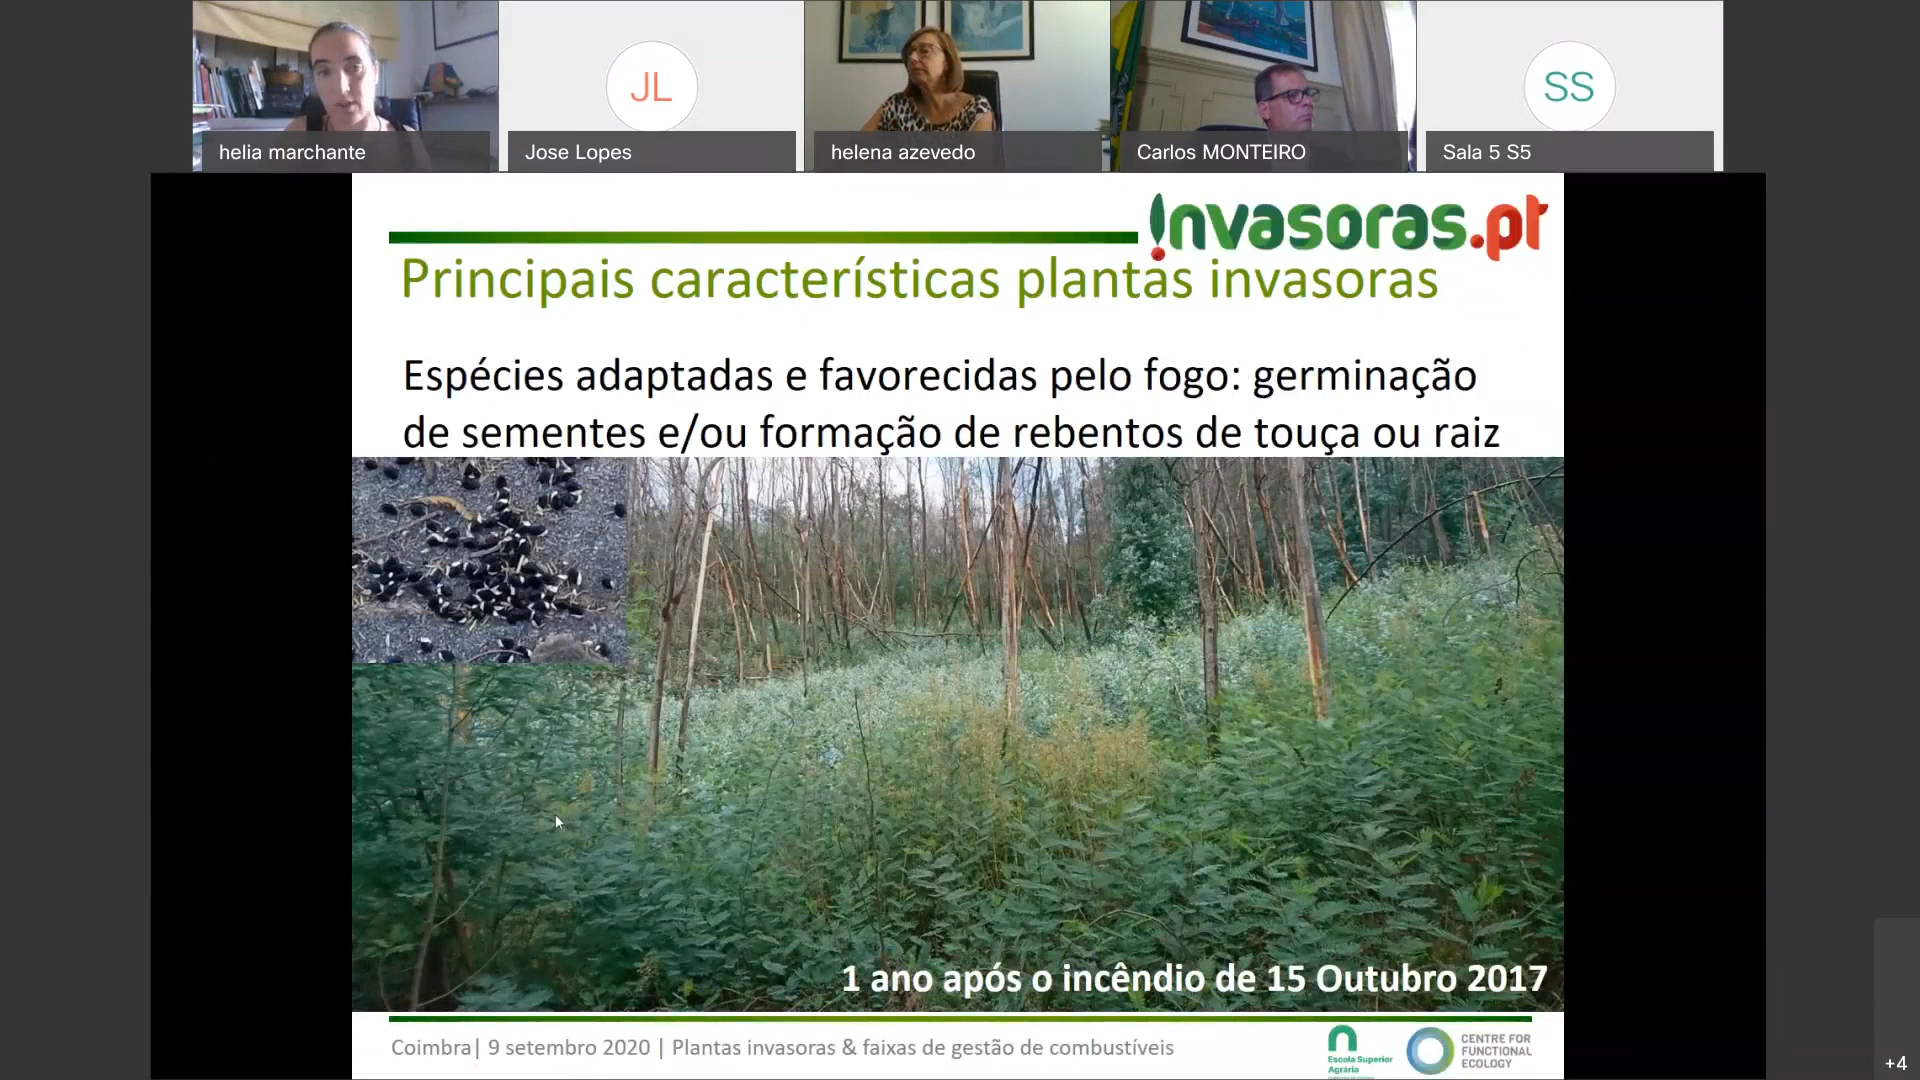 JL
SS
helia marchante
Jose Lopes
helena azevedo
Carlos MONTEIRO
Sala 5 S5
invasoras.pt
Principais características plantas invasoras
Espécies adaptadas e favorecidas pelo fogo: germinação
de sementes e/ou formação de rebentos de touça ou raiz
1 ano após o incêndio de 15 Outubro 2017
Coimbra| 9 setembro 2020 | Plantas invasoras & faixas de gestão de combustíveis
Escola Superior
Agrária
CENTRE FOR
FUNCTIONAL
ECOLOGY
+4